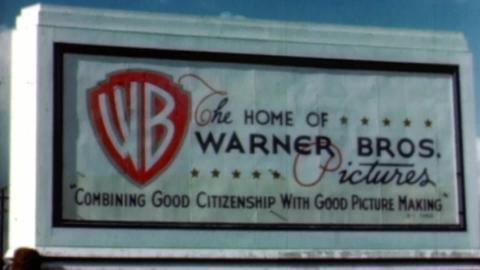 WB
The HOME OF
WARNER BROS.
Pictures
"COMBINING GOOD CITIZENSHIP WITH GOOD PICTURE MAKING"